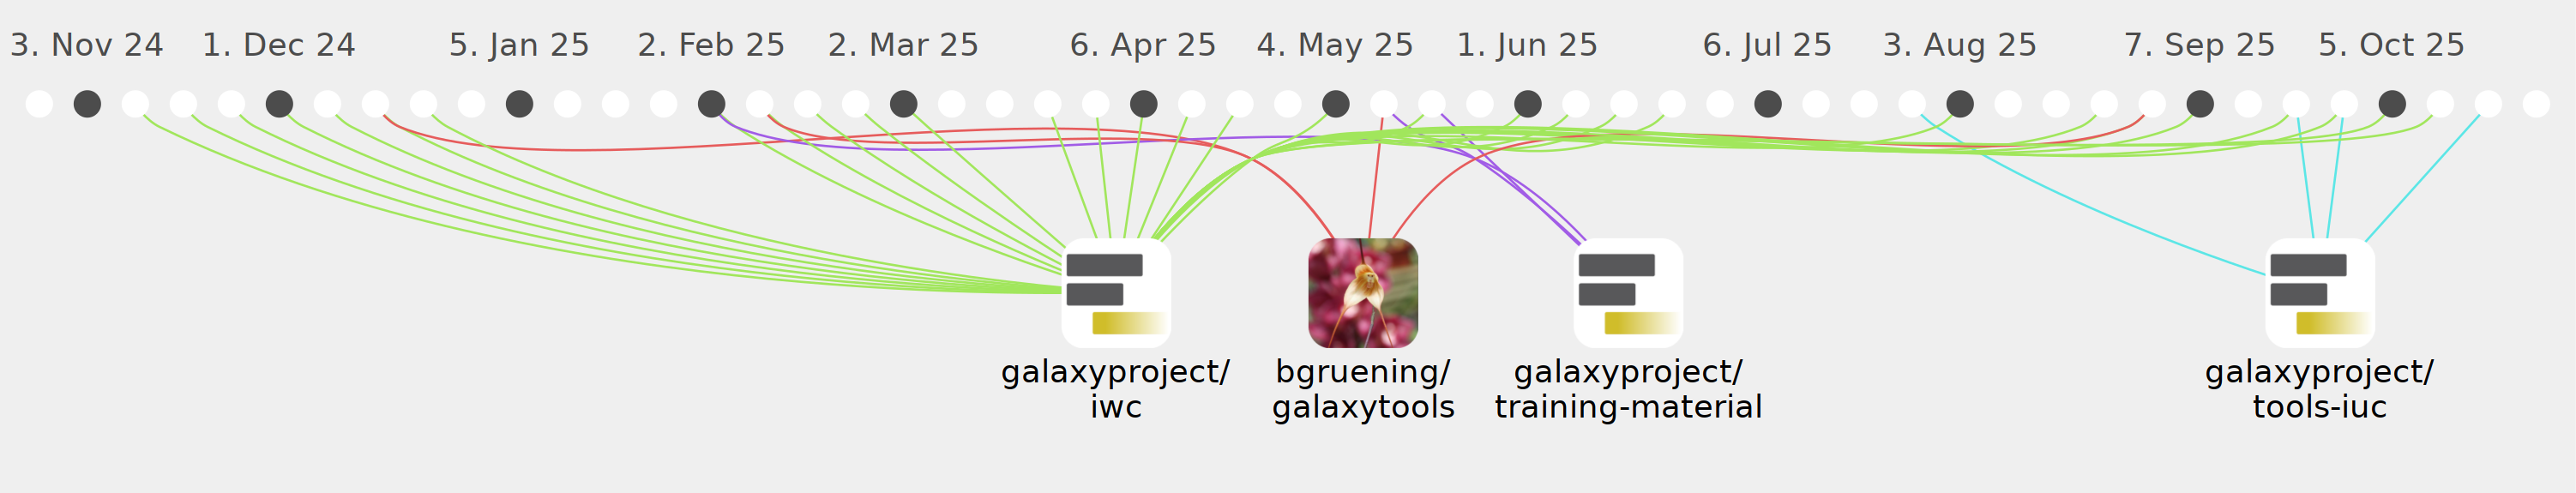 3. Nov 24 1. Dec 24 5. Jan 25 2. Feb 25 2. Mar 25 6. Apr 25 4. May 25 1. Jun 25 6. Jul 25 3. Aug 25 7. Sep 25 5. Oct 25
galaxyproject/
iwc
bgruening/
galaxytools
galaxyproject/
training-material
galaxyproject/
tools-iuc